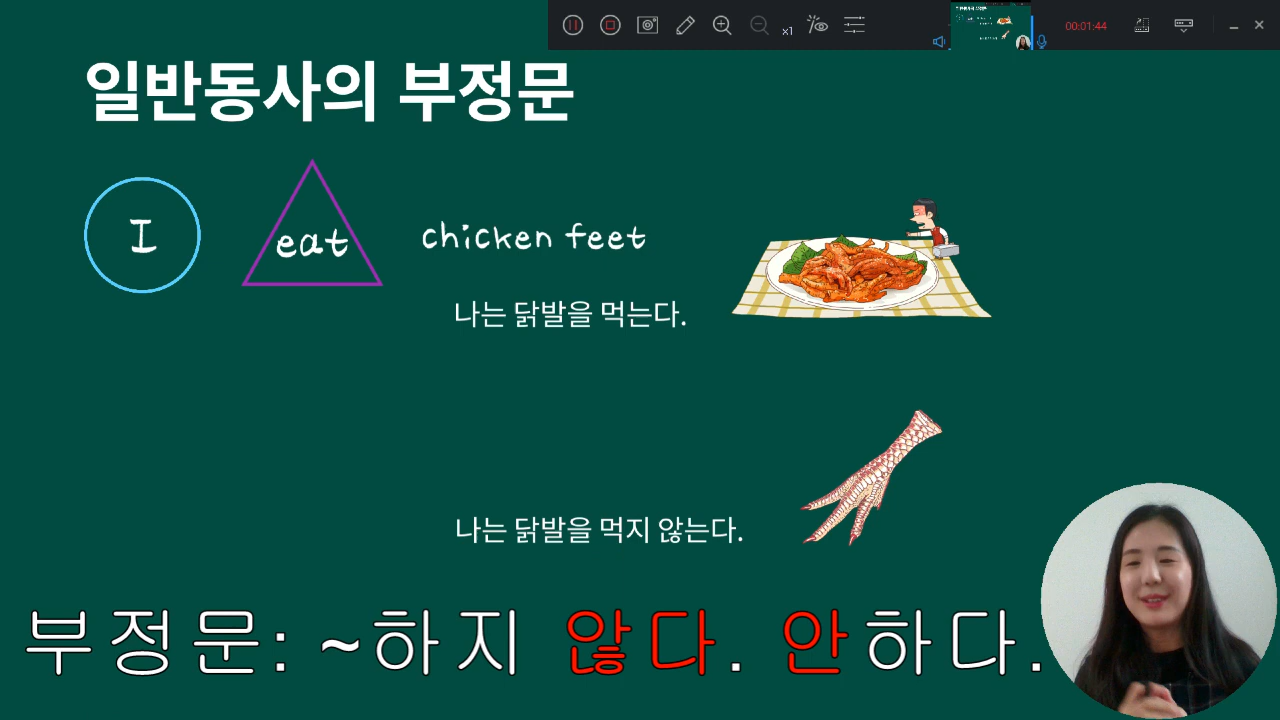 x1
00:01:44
일반동사의 부정문
I eat chicken feet
나는 닭발을 먹는다.
나는 닭발을 먹지 않는다.
부정문: ~하지 않다. 안하다.